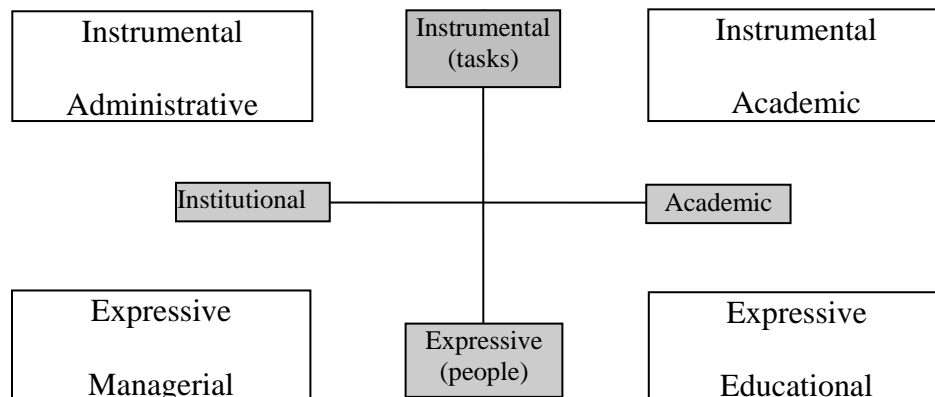 Instrumental
Administrative
Instrumental
(tasks)
Instrumental
Academic
Institutional
Academic
Expressive
Managerial
Expressive
(people)
Expressive
Educational